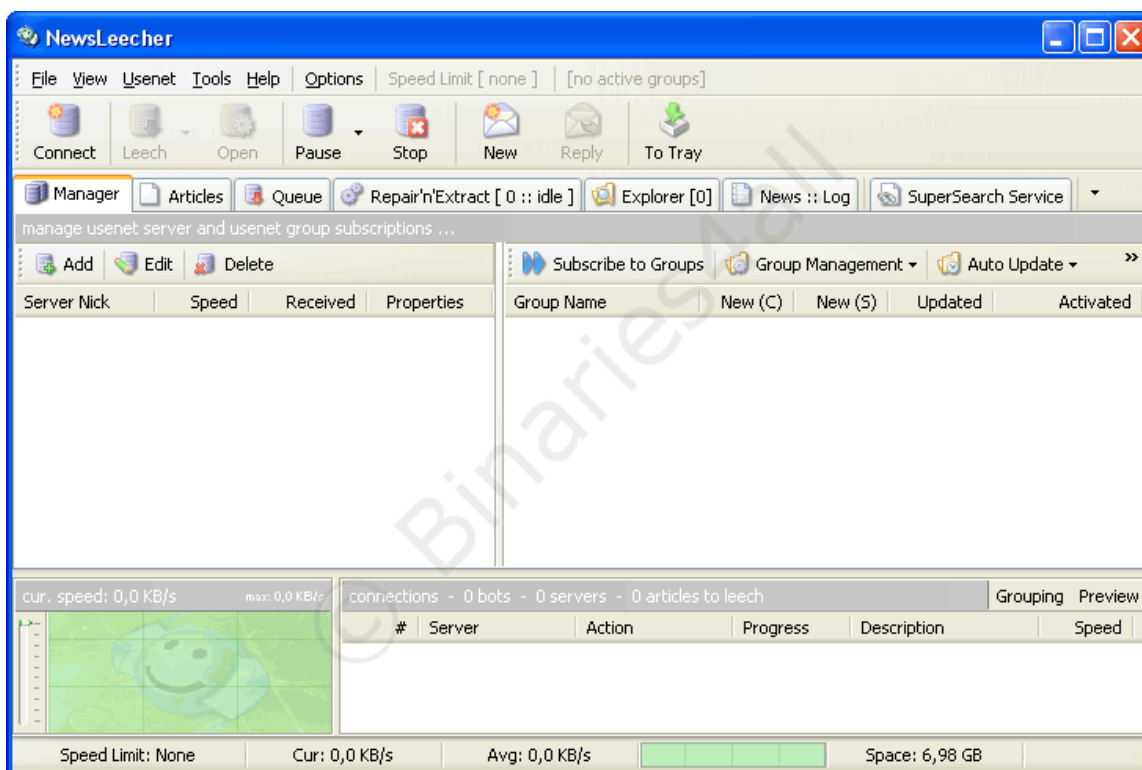 NewsLeecher
File View Usenet Tools Help Options Speed Limit [ none ] [no active groups]
Connect Leech Open Pause Stop New Reply To Tray
Manager Articles Queue Repair'n'Extract [ 0 :: idle ] Explorer [0] News :: Log SuperSearch Service
manage usenet server and usenet group subscriptions ...
Add Edit Delete
Subscribe to Groups Group Management Auto Update »
Server Nick Speed Received Properties
Group Name New (C) New (S) Updated Activated
© Binaries4all
cur. speed: 0,0 KB/s max: 0,0 KB/s
connections - 0 bots - 0 servers - 0 articles to leech Grouping Preview
# Server Action Progress Description Speed
Speed Limit: None Cur: 0,0 KB/s Avg: 0,0 KB/s Space: 6,98 GB